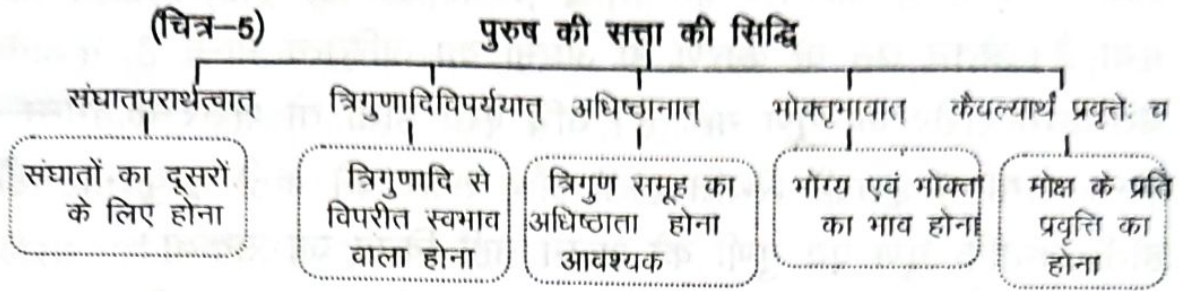 (चित्र–5) पुरुष की सत्ता की सिद्धि
संघातपरार्थत्वात् त्रिगुणादिविपर्ययात् अधिष्ठानात् भोक्तृभावात् कैवल्यार्थं प्रवृत्तेः च
संघातों का दूसरों
के लिए होना
त्रिगुणादि से
विपरीत स्वभाव
वाला होना
त्रिगुण समूह का
अधिष्ठाता होना
आवश्यक
भोग्य एवं भोक्ता
का भाव होना
मोक्ष के प्रति
प्रवृत्ति का
होना